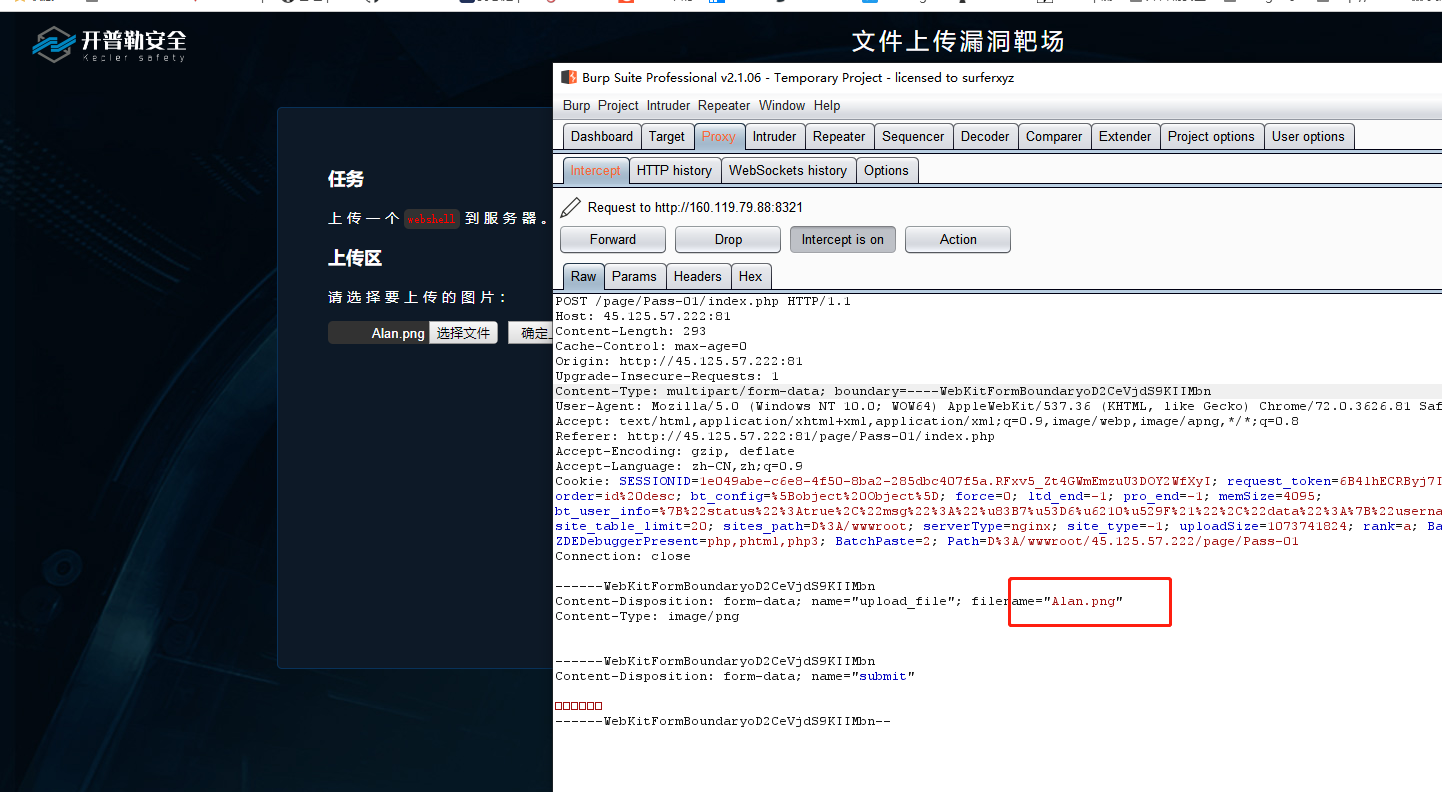 开普勒安全
Kepler safety
文件上传漏洞靶场
任务
上传一个 webshell 到服务器。
上传区
请选择要上传的图片：
Alan.png 选择文件 确定
Burp Suite Professional v2.1.06 - Temporary Project - licensed to surferxyz
Burp Project Intruder Repeater Window Help
Dashboard Target Proxy Intruder Repeater Sequencer Decoder Comparer Extender Project options User options
Intercept HTTP history WebSockets history Options
Request to http://160.119.79.88:8321
Forward Drop Intercept is on Action
Raw Params Headers Hex
POST /page/Pass-01/index.php HTTP/1.1
Host: 45.125.57.222:81
Content-Length: 293
Cache-Control: max-age=0
Origin: http://45.125.57.222:81
Upgrade-Insecure-Requests: 1
Content-Type: multipart/form-data; boundary=----WebKitFormBoundaryoD2CeVjdS9KIIMbn
User-Agent: Mozilla/5.0 (Windows NT 10.0; WOW64) AppleWebKit/537.36 (KHTML, like Gecko) Chrome/72.0.3626.81 Saf
Accept: text/html,application/xhtml+xml,application/xml;q=0.9,image/webp,image/apng,*/*;q=0.8
Referer: http://45.125.57.222:81/page/Pass-01/index.php
Accept-Encoding: gzip, deflate
Accept-Language: zh-CN,zh;q=0.9
Cookie: SESSIONID=1e049abe-c6e8-4f50-8ba2-285dbc407f5a.RFxv5_Zt4GWmEmzuU3DOY2WfXyI; request_token=6B41hECRByj7I
order=id%20desc; bt_config=%5Bobject%20Object%5D; force=0; ltd_end=-1; pro_end=-1; memSize=4095;
bt_user_info=%7B%22status%22%3Atrue%2C%22msg%22%3A%22%u83B7%u53D6%u6210%u529F%21%22%2C%22data%22%3A%7B%22userna
site_table_limit=20; sites_path=D%3A/wwwroot; serverType=nginx; site_type=-1; uploadSize=1073741824; rank=a; Ba
ZDEDebuggerPresent=php,phtml,php3; BatchPaste=2; Path=D%3A/wwwroot/45.125.57.222/page/Pass-01
Connection: close
------WebKitFormBoundaryoD2CeVjdS9KIIMbn
Content-Disposition: form-data; name="upload_file"; filename="Alan.png"
Content-Type: image/png
------WebKitFormBoundaryoD2CeVjdS9KIIMbn
Content-Disposition: form-data; name="submit"
□□□□□□
------WebKitFormBoundaryoD2CeVjdS9KIIMbn--